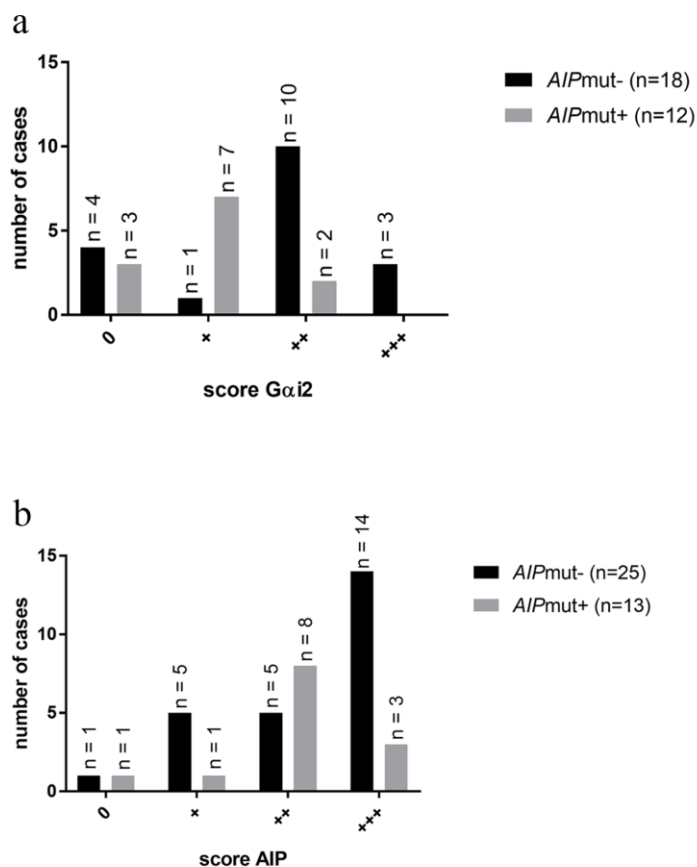 a
number of cases
15
10
5
0
n = 4
n = 3
n = 1
n = 7
n = 10
n = 2
n = 3
0
+
++
+++
score Gαi2
AIPmut- (n=18)
AIPmut+ (n=12)
b
number of cases
15
10
5
0
n = 1
n = 1
n = 5
n = 1
n = 5
n = 8
n = 14
n = 3
0
+
++
+++
score AIP
AIPmut- (n=25)
AIPmut+ (n=13)